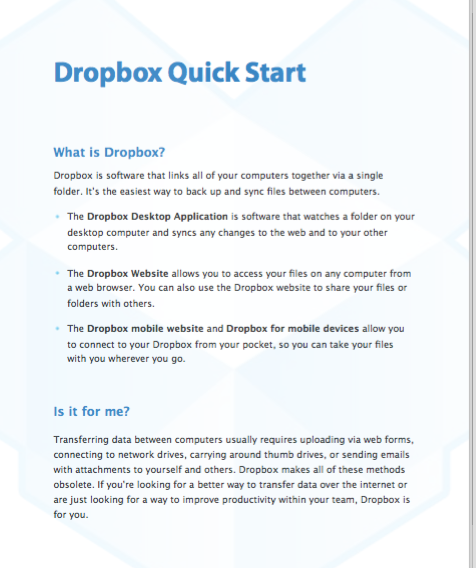 Dropbox Quick Start
What is Dropbox?
Dropbox is software that links all of your computers together via a single
folder. It's the easiest way to back up and sync files between computers.
The Dropbox Desktop Application is software that watches a folder on your
desktop computer and syncs any changes to the web and to your other
computers.
The Dropbox Website allows you to access your files on any computer from
a web browser. You can also use the Dropbox website to share your files or
folders with others.
The Dropbox mobile website and Dropbox for mobile devices allow you
to connect to your Dropbox from your pocket, so you can take your files
with you wherever you go.
Is it for me?
Transferring data between computers usually requires uploading via web forms,
connecting to network drives, carrying around thumb drives, or sending emails
with attachments to yourself and others. Dropbox makes all of these methods
obsolete. If you're looking for a better way to transfer data over the internet or
are just looking for a way to improve productivity within your team, Dropbox is
for you.